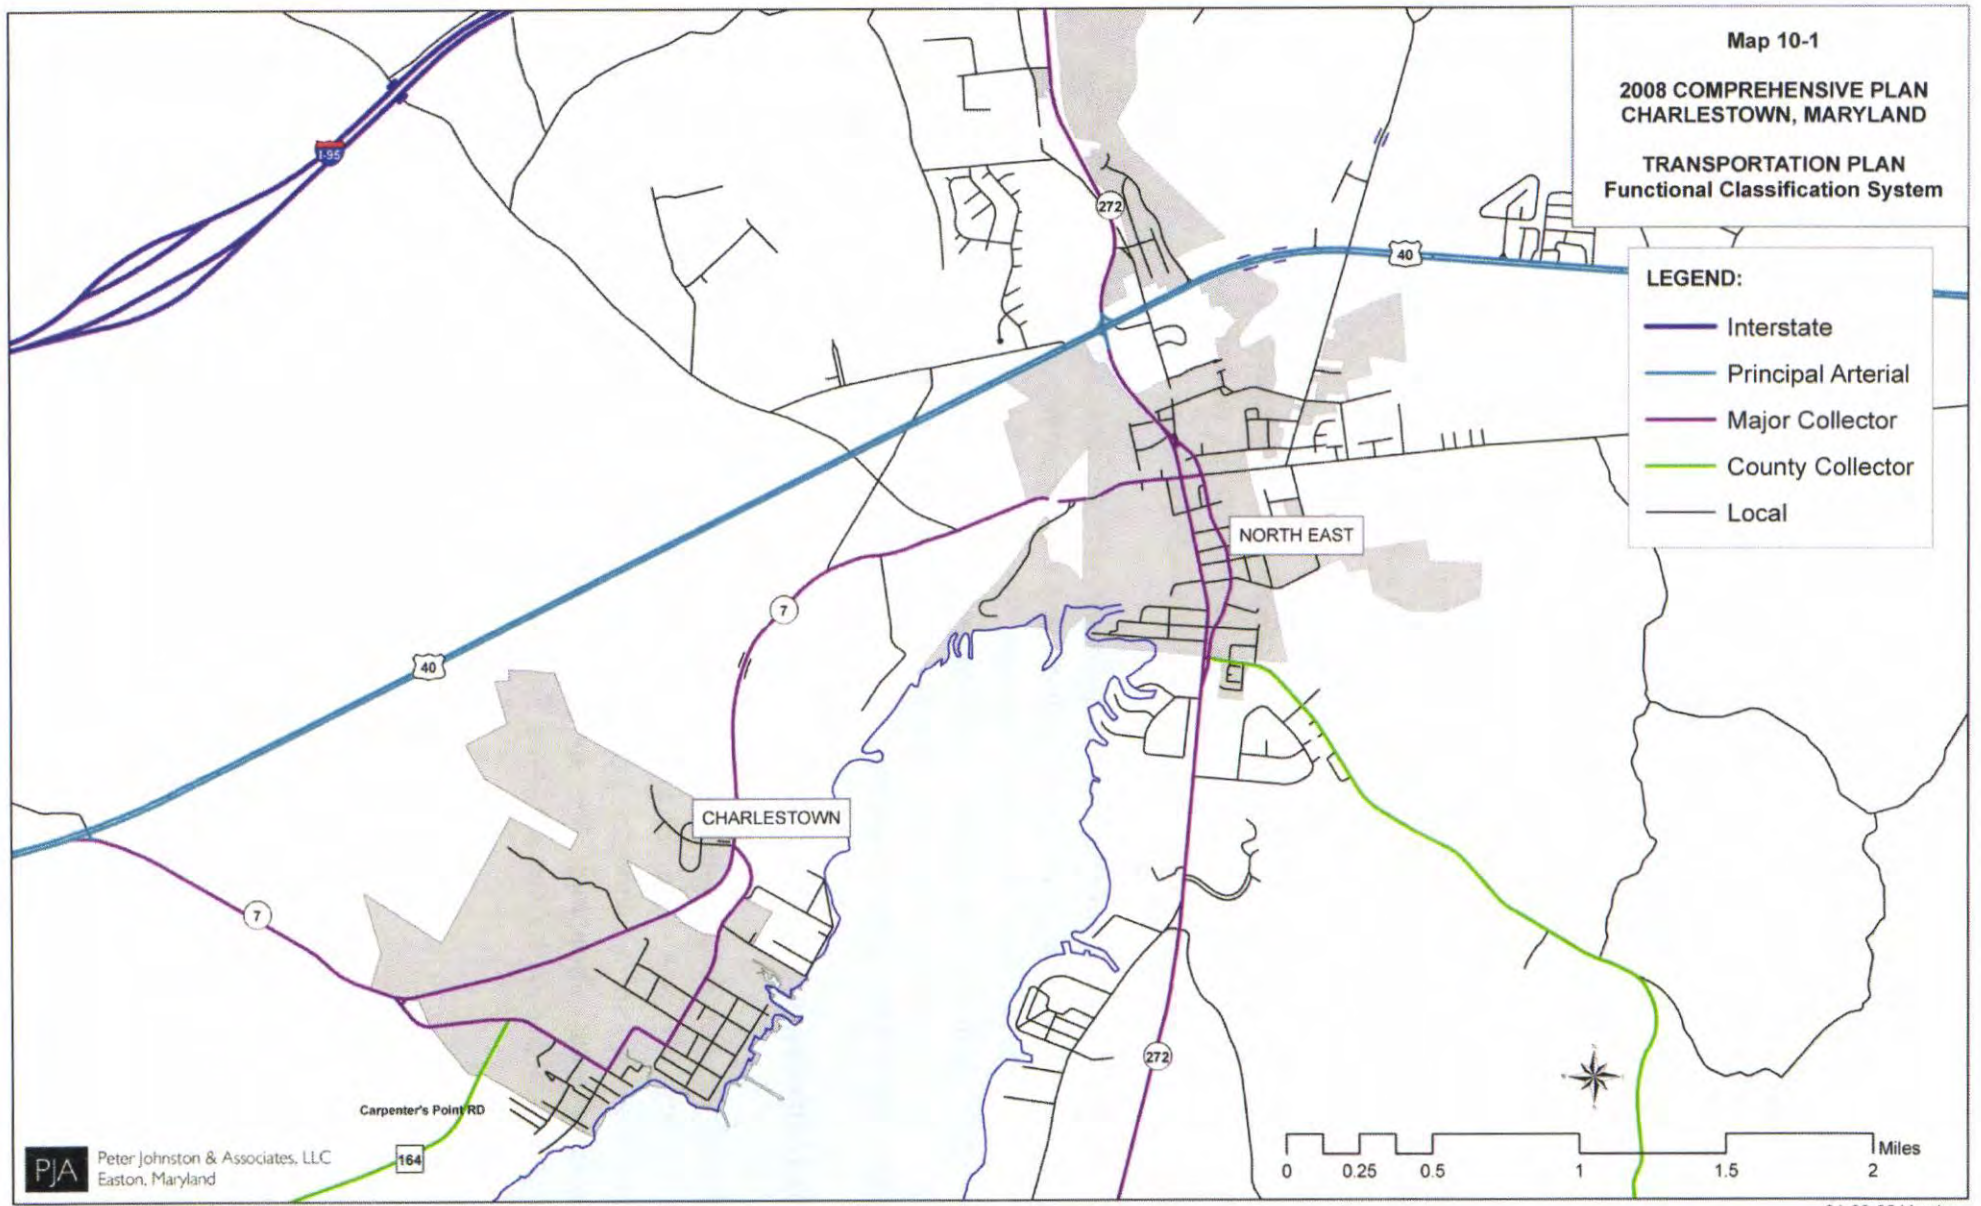 Map 10-1
2008 COMPREHENSIVE PLAN
CHARLESTOWN, MARYLAND
TRANSPORTATION PLAN
Functional Classification System
I-95
272
40
LEGEND:
Interstate
Principal Arterial
Major Collector
County Collector
Local
NORTH EAST
7
40
CHARLESTOWN
7
272
Carpenter's Point RD
164
PJA
Peter Johnston & Associates, LLC
Easton, Maryland
Miles
0 0.25 0.5 1 1.5 2